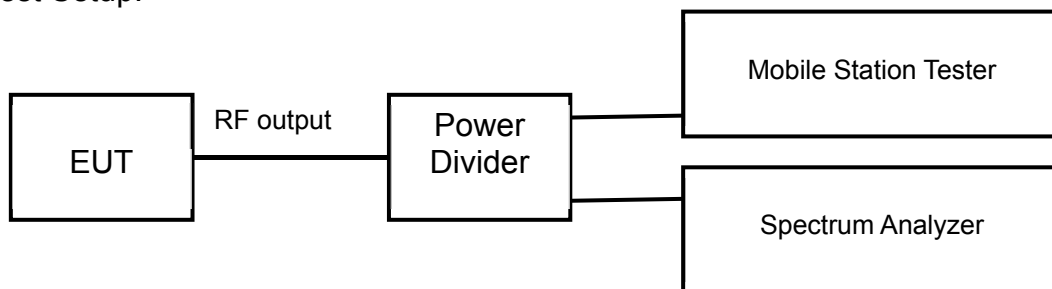 EUT
RF output
Power
Divider
Mobile Station Tester
Spectrum Analyzer